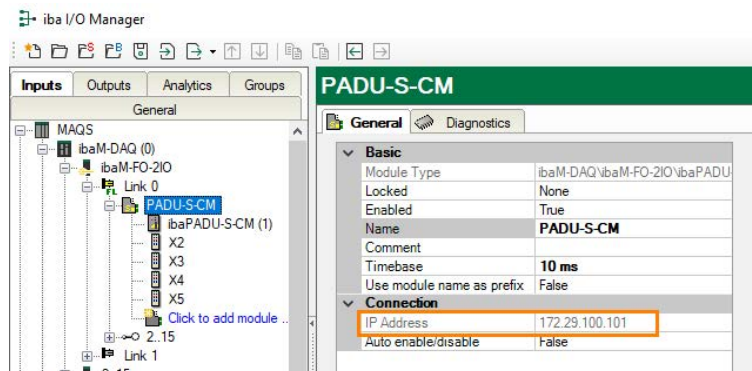 iba I/O Manager
Inputs Outputs Analytics Groups
General
MAQS
ibaM-DAQ (0)
ibaM-FO-2IO
FL Link 0
PADU-S-CM
ibaPADU-S-CM (1)
X2
X3
X4
X5
Click to add module ..
2..15
Link 1
PADU-S-CM
General Diagnostics
Basic
Module Type ibaM-DAQ\ibaM-FO-2IO\ibaPADU-
Locked None
Enabled True
Name PADU-S-CM
Comment
Timebase 10 ms
Use module name as prefix False
Connection
IP Address 172.29.100.101
Auto enable/disable False